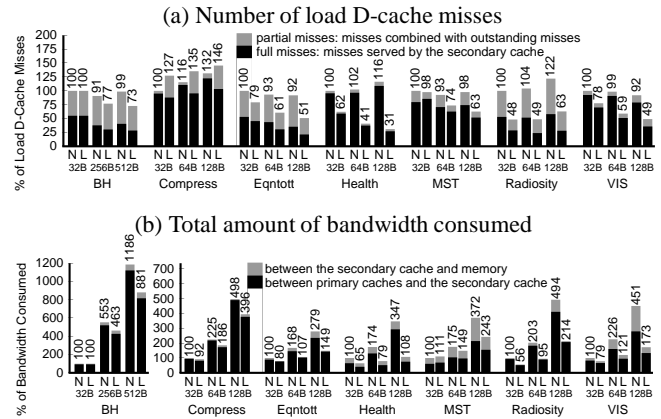 (a) Number of load D-cache misses
% of Load D-Cache Misses
200
175
150
125
100
75
50
25
0
partial misses: misses combined with outstanding misses
full misses: misses served by the secondary cache
100 100 91 77 99 73
100 127 116 135 132 146
100 79 93 61 92 51
100 62 102 41 116 31
100 98 93 74 98 63
100 48 104 49 122 63
100 78 99 59 92 49
N L N L N L N L N L N L N L N L N L N L N L N L N L N L N L N L N L N L N L N L N L
32B 256B 512B 32B 64B 128B 32B 64B 128B 32B 64B 128B 32B 64B 128B 32B 64B 128B 32B 64B 128B
BH Compress Eqntott Health MST Radiosity VIS
(b) Total amount of bandwidth consumed
% of Bandwidth Consumed
1200
1000
800
600
400
200
0
700
600
500
400
300
200
100
0
between the secondary cache and memory
between primary caches and the secondary cache
100 100 553 463 1186 881
100 92 225 186 498 396
100 80 168 107 279 149
100 65 174 79 347 108
100 111 175 149 372 243
100 56 203 95 494 214
100 79 226 121 451 173
N L N L N L N L N L N L N L N L N L N L N L N L N L N L N L N L N L N L N L N L N L
32B 256B 512B 32B 64B 128B 32B 64B 128B 32B 64B 128B 32B 64B 128B 32B 64B 128B 32B 64B 128B
BH Compress Eqntott Health MST Radiosity VIS